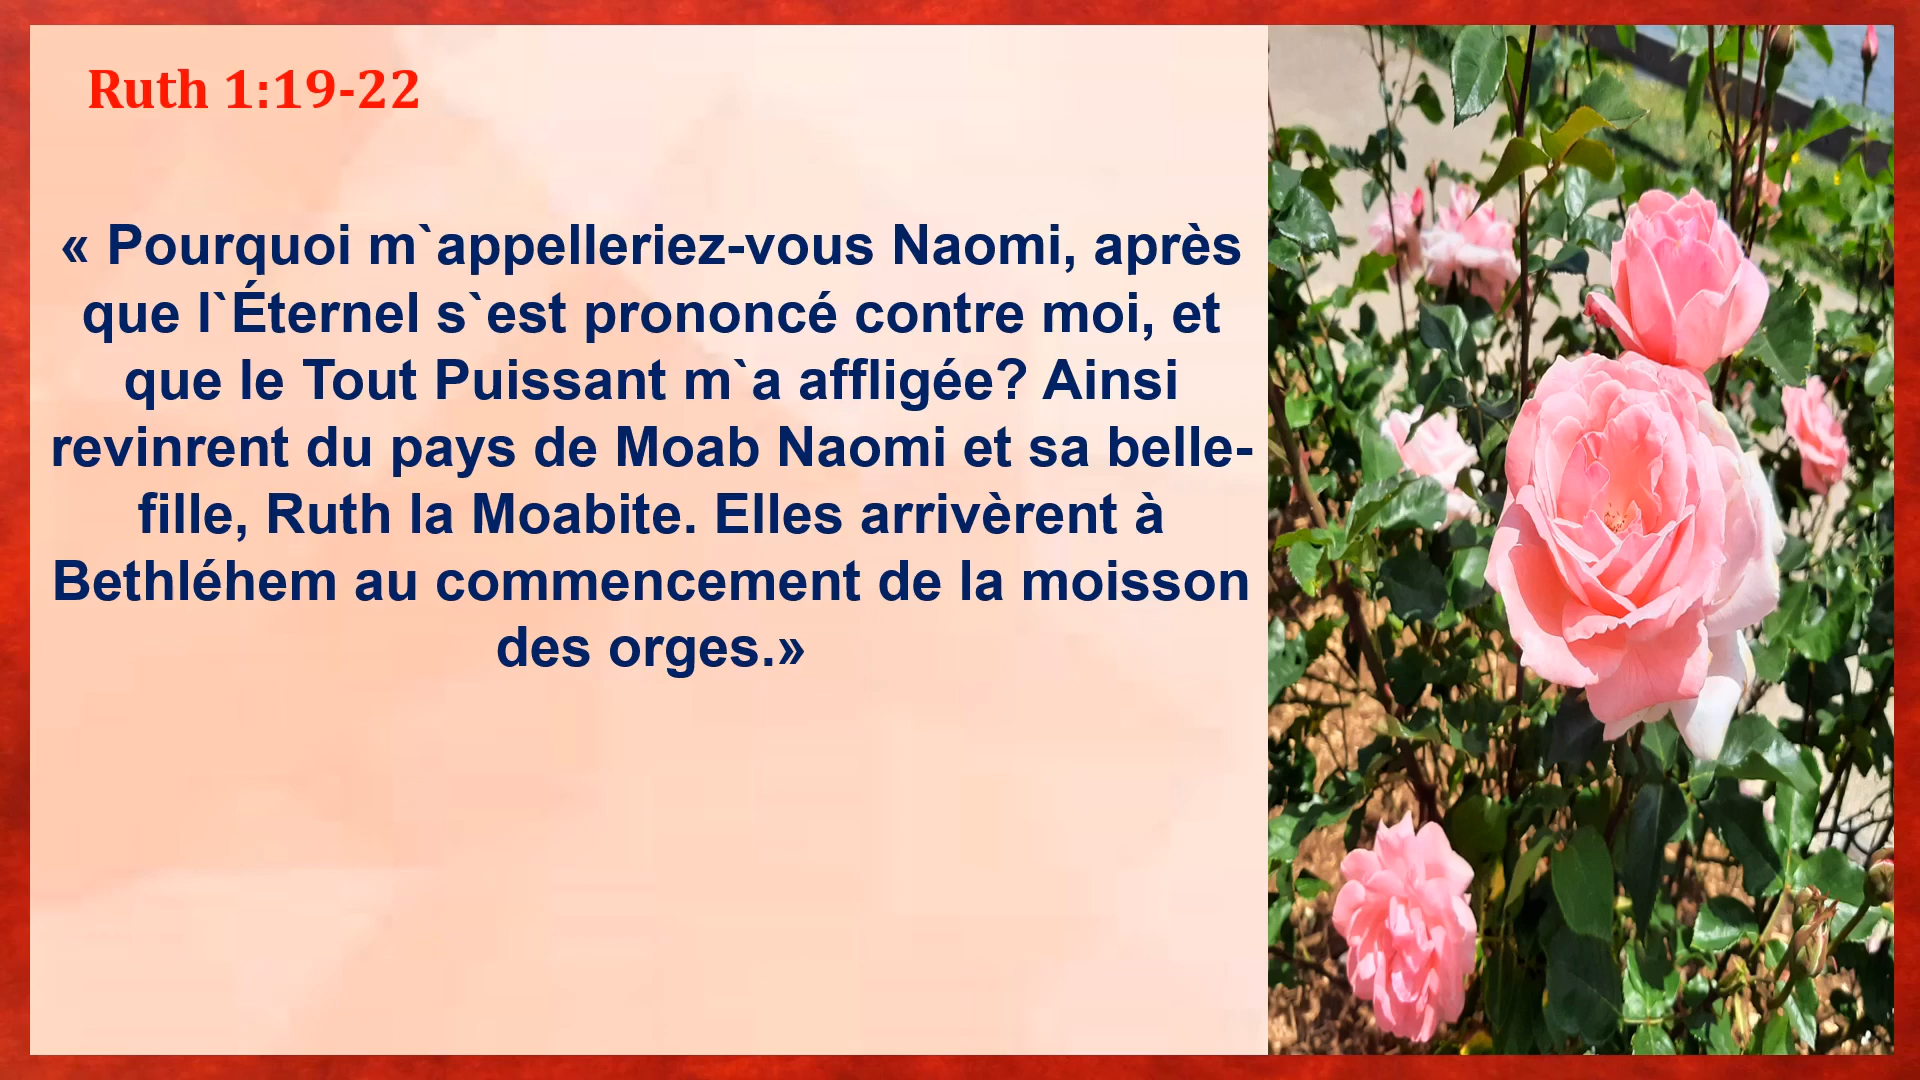 Ruth 1:19-22
« Pourquoi m`appelleriez-vous Naomi, après
que l`Éternel s`est prononcé contre moi, et
que le Tout Puissant m`a affligée? Ainsi
revinrent du pays de Moab Naomi et sa belle-
fille, Ruth la Moabite. Elles arrivèrent à
Bethléhem au commencement de la moisson
des orges.»